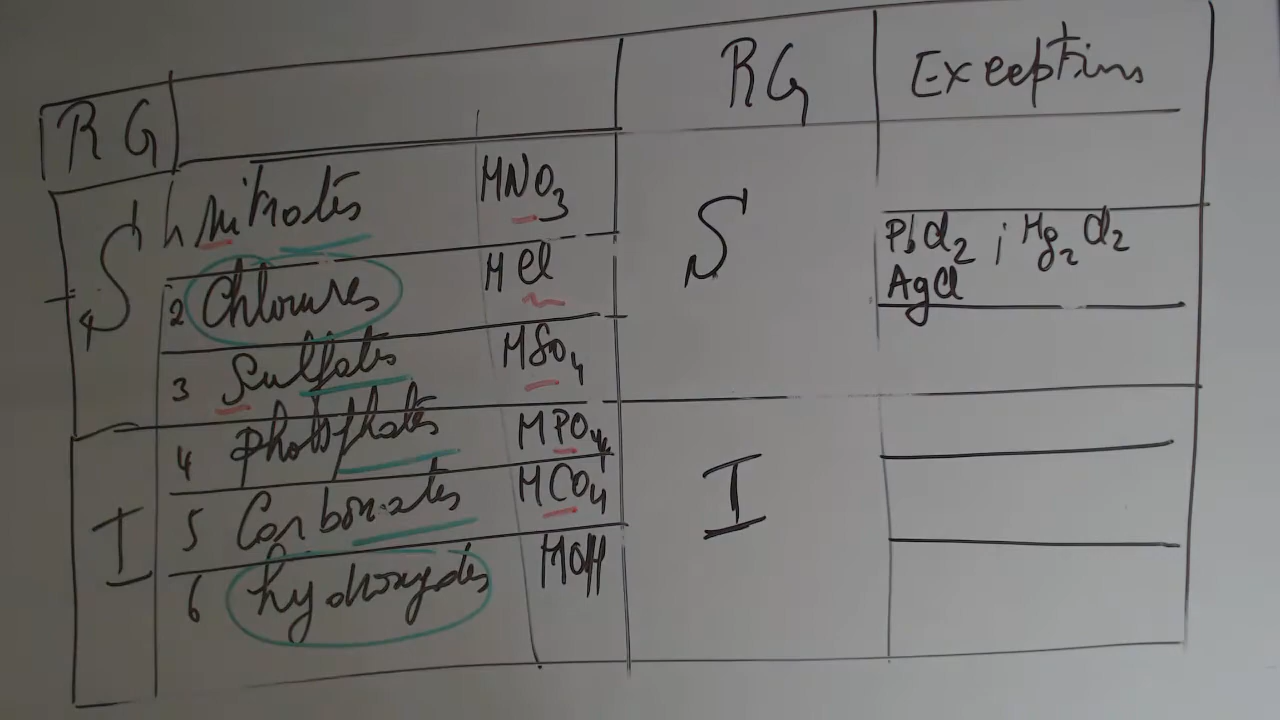 RG RG Exceptions
S 1 nitrates MNO3 S
2 Chlorures MCl PbCl2 ; Hg2Cl2
AgCl
3 Sulfates MSO4
I 4 phosphates MPO4 I
5 Carbonates MCO4
6 hydroxydes MOH